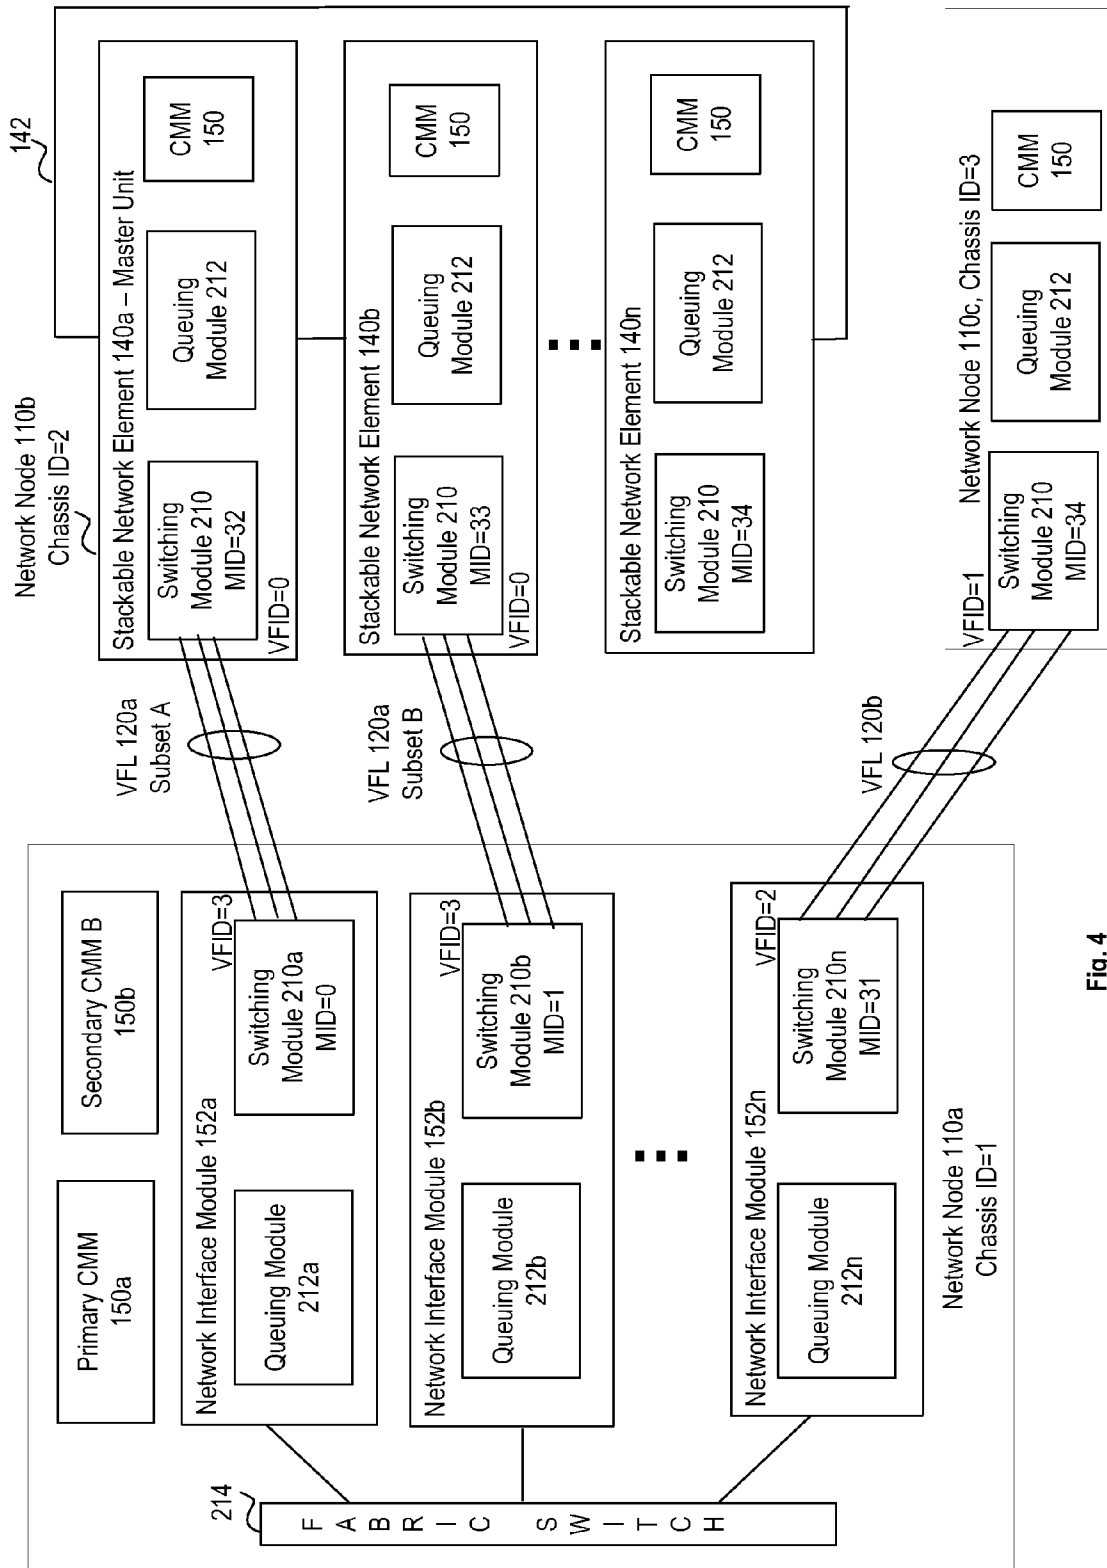 214
FABRIC SWITCH
Primary CMM
150a
Secondary CMM B
150b
Network Interface Module 152a
Queuing Module
212a
Switching
Module 210a
MID=0
VFID=3
Network Interface Module 152b
Queuing Module
212b
Switching
Module 210b
MID=1
VFID=3
Network Interface Module 152n
Queuing Module
212n
Switching
Module 210n
MID=31
VFID=2
Network Node 110a
Chassis ID=1
VFL 120a
Subset A
VFL 120a
Subset B
VFL 120b
Network Node 110b
Chassis ID=2
142
Stackable Network Element 140a – Master Unit
Switching
Module 210
MID=32
VFID=0
Queuing
Module 212
CMM
150
Stackable Network Element 140b
Switching
Module 210
MID=33
VFID=0
Queuing
Module 212
CMM
150
Stackable Network Element 140n
Switching
Module 210
MID=34
Queuing
Module 212
CMM
150
VFID=1
Network Node 110c, Chassis ID=3
Switching
Module 210
MID=34
Queuing
Module 212
CMM
150
Fig. 4